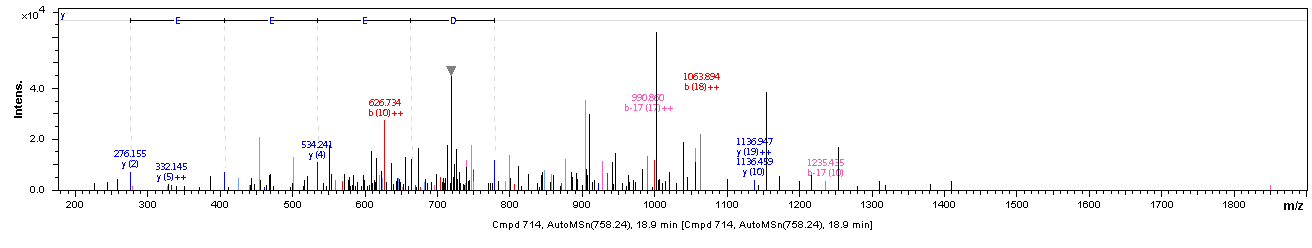 ×10⁴
y
E E E D
Intens.
4.0
2.0
0.0
276.155
y (2)
332.145
y (5)++
534.241
y (4)
626.734
b (10)++
990.860
b-17 (17)++
1063.894
b (18)++
1136.947
y (19)++
1136.459
y (10)
1235.435
b-17 (10)
200 300 400 500 600 700 800 900 1000 1100 1200 1300 1400 1500 1600 1700 1800 m/z
Cmpd 714, AutoMSn(758.24), 18.9 min [Cmpd 714, AutoMSn(758.24), 18.9 min]